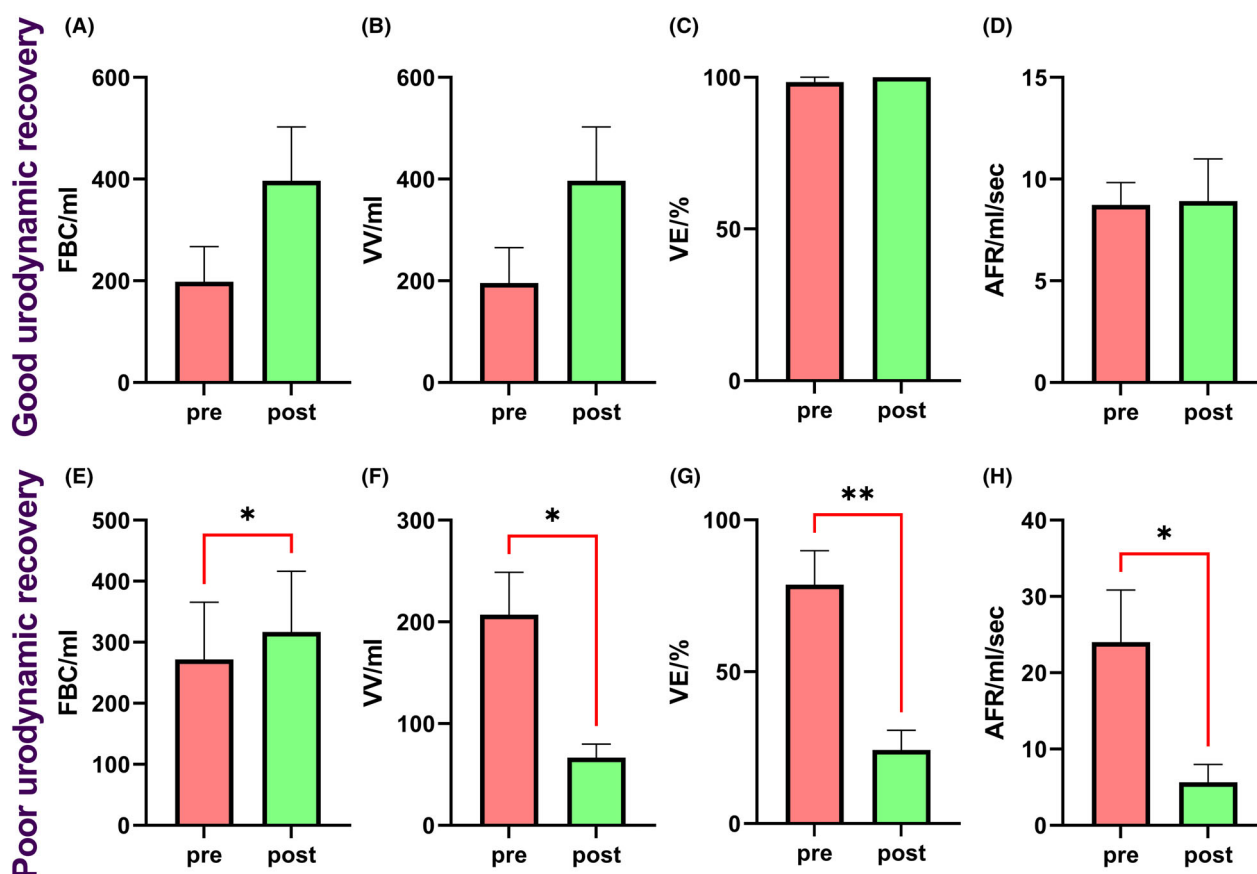 Good urodynamic recovery
(A)
FBC/ml
600
400
200
0
pre post
(B)
VV/ml
600
400
200
0
pre post
(C)
VE/%
100
50
0
pre post
(D)
AFR/ml/sec
15
10
5
0
pre post
Poor urodynamic recovery
(E)
FBC/ml
500
400
300
200
100
0
*
pre post
(F)
VV/ml
300
200
100
0
*
pre post
(G)
VE/%
100
50
0
**
pre post
(H)
AFR/ml/sec
40
30
20
10
0
*
pre post